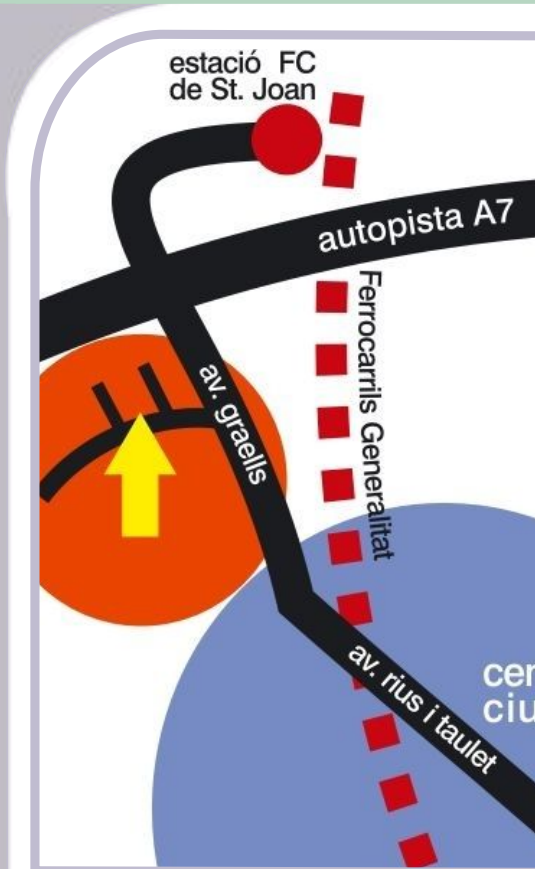 estació FC
de St. Joan
autopista A7
Ferrocarrils Generalitat
av. graells
av. rius i taulet